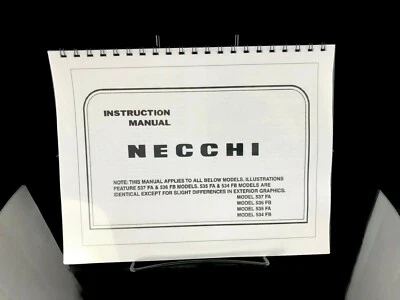 INSTRUCTION
MANUAL
NECCHI
NOTE: THIS MANUAL APPLIES TO ALL BELOW MODELS. ILLUSTRATIONS
FEATURE 537 FA & 536 FB MODELS. 535 FA & 534 FB MODELS ARE
IDENTICAL EXCEPT FOR SLIGHT DIFFERENCES IN EXTERIOR GRAPHICS.
MODEL 537 FA
MODEL 536 FB
MODEL 535 FA
MODEL 534 FB